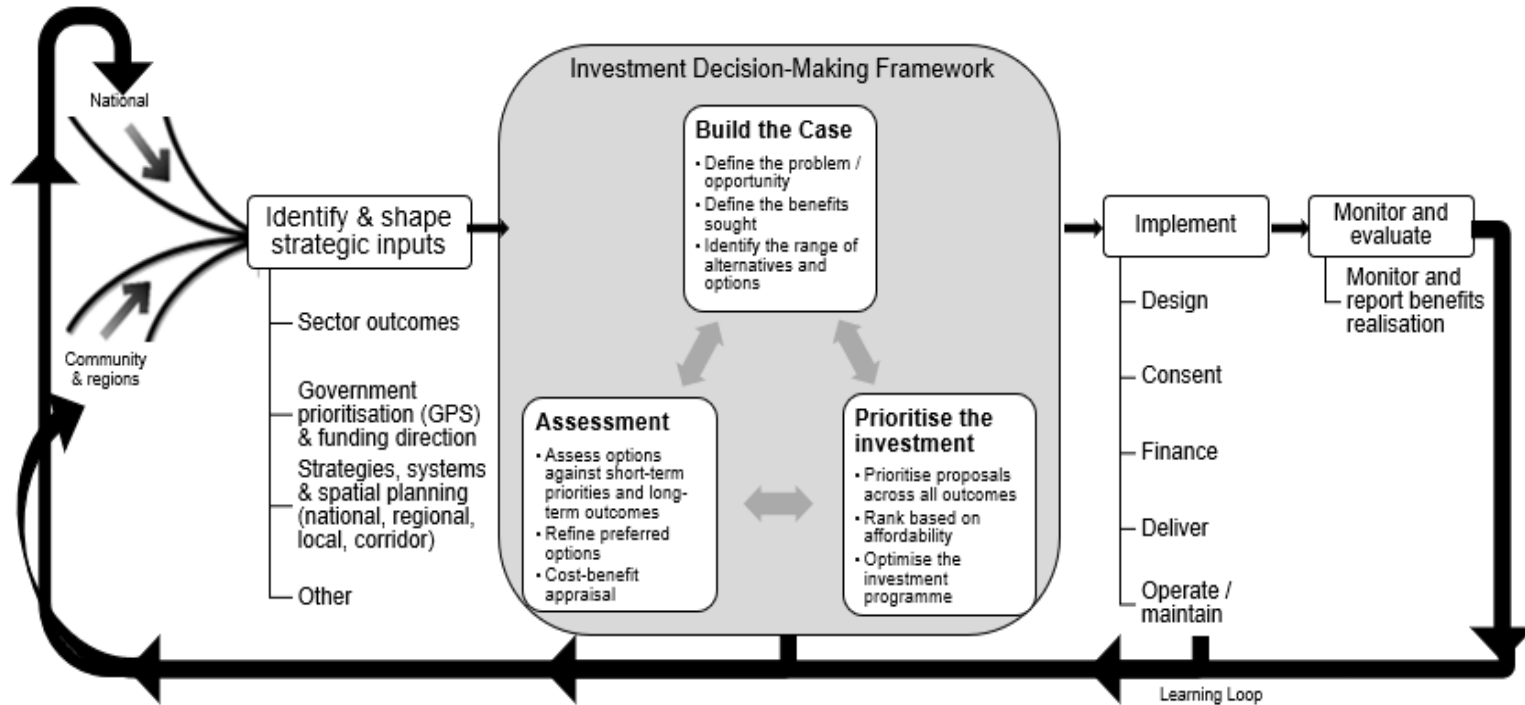 National
Community
& regions
Identify & shape
strategic inputs
Sector outcomes
Government
prioritisation (GPS)
& funding direction
Strategies, systems
& spatial planning
(national, regional,
local, corridor)
Other
Investment Decision-Making Framework
Build the Case
▪ Define the problem /
opportunity
▪ Define the benefits
sought
▪ Identify the range of
alternatives and
options
Assessment
▪ Assess options
against short-term
priorities and long-
term outcomes
▪ Refine preferred
options
▪ Cost-benefit
appraisal
Prioritise the
investment
▪ Prioritise proposals
across all outcomes
▪ Rank based on
affordability
▪ Optimise the
investment
programme
Implement
Design
Consent
Finance
Deliver
Operate /
maintain
Monitor and
evaluate
Monitor and
report benefits
realisation
Learning Loop